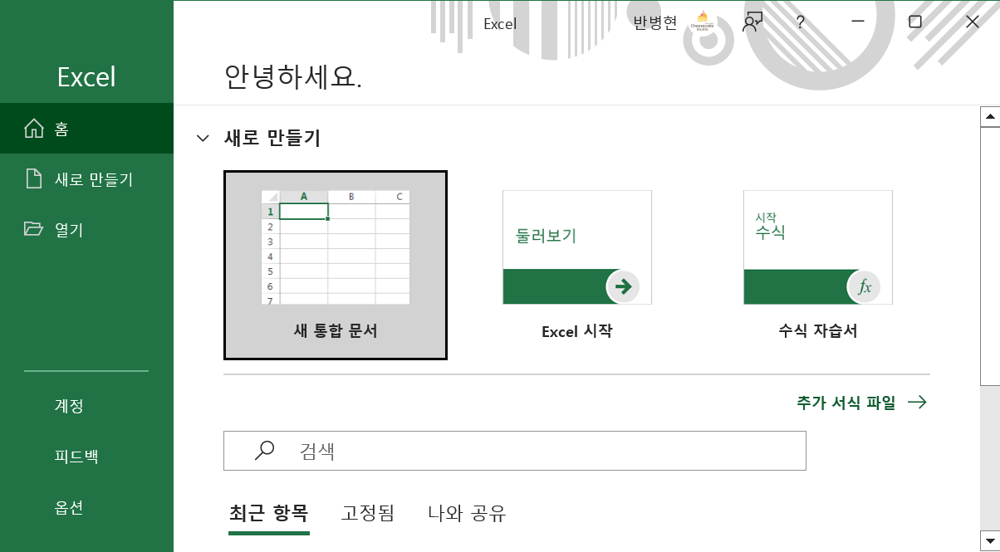 Excel
반병현
Cheesecake
Studio
?
Excel
안녕하세요.
홈
새로 만들기
열기
계정
피드백
옵션
새로 만들기
A B C
1
2
3
4
5
6
7
새 통합 문서
둘러보기
Excel 시작
시작
수식
fx
수식 자습서
추가 서식 파일
검색
최근 항목 고정됨 나와 공유